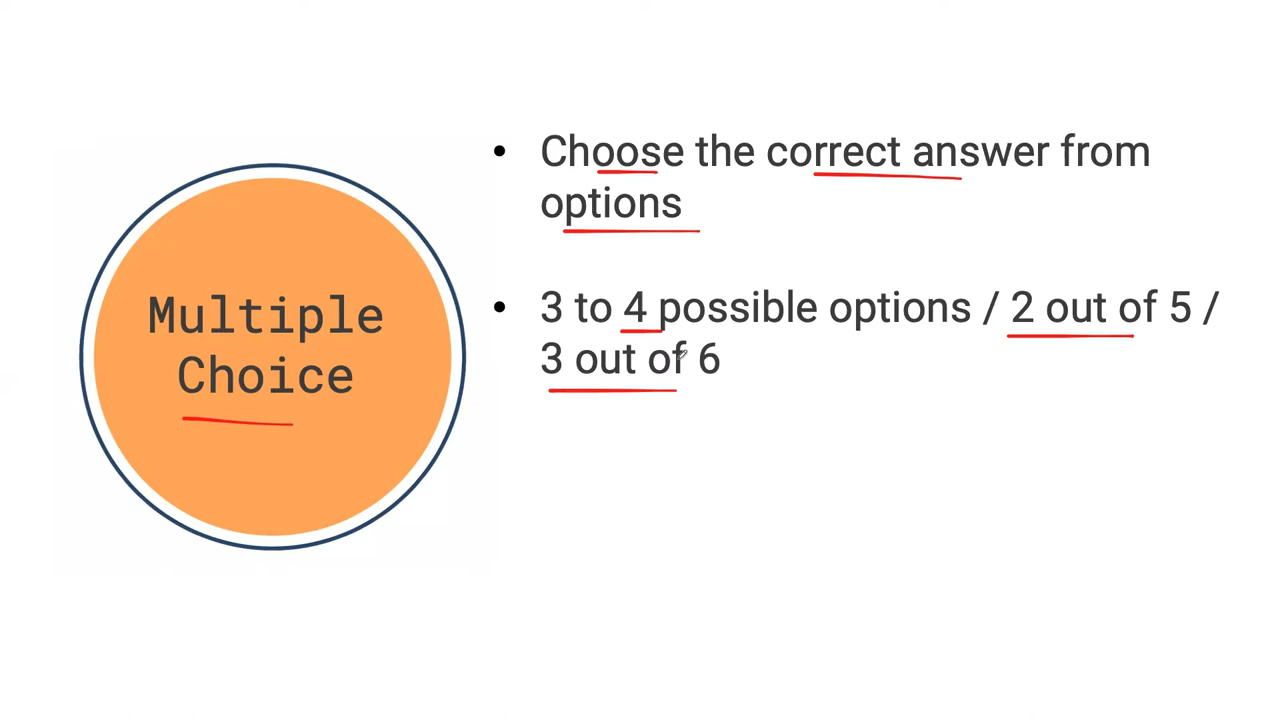 Multiple
Choice
• Choose the correct answer from
options
• 3 to 4 possible options / 2 out of 5 /
3 out of 6